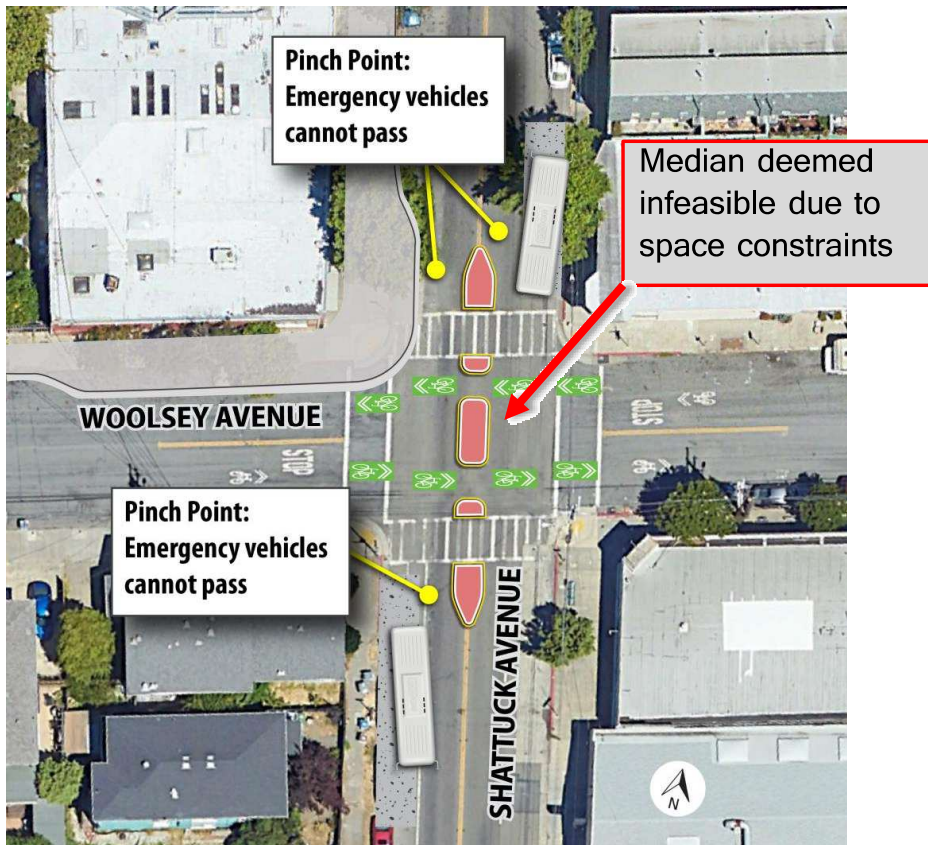 Pinch Point:
Emergency vehicles
cannot pass
Median deemed
infeasible due to
space constraints
WOOLSEY AVENUE
STOP
STOP
Pinch Point:
Emergency vehicles
cannot pass
SHATTUCK AVENUE
N